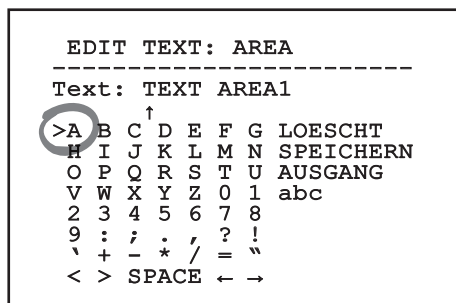 EDIT TEXT: AREA
------------------------
Text: TEXT AREA1
↑
>A B C D E F G LOESCHT
H I J K L M N SPEICHERN
O P Q R S T U AUSGANG
V W X Y Z 0 1 abc
2 3 4 5 6 7 8
9 : ; . , ? !
‵ + - * / = ‶
< > SPACE ← →